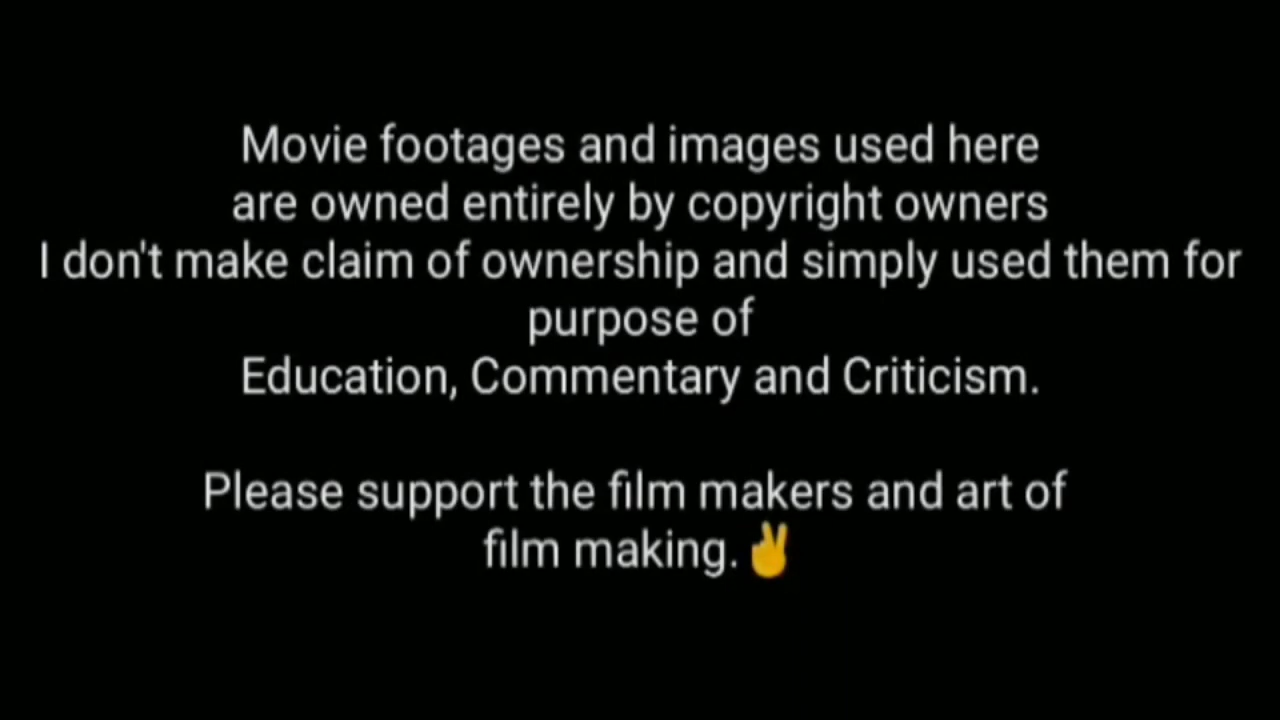 Movie footages and images used here
are owned entirely by copyright owners
I don't make claim of ownership and simply used them for
purpose of
Education, Commentary and Criticism.
Please support the film makers and art of
film making.✌